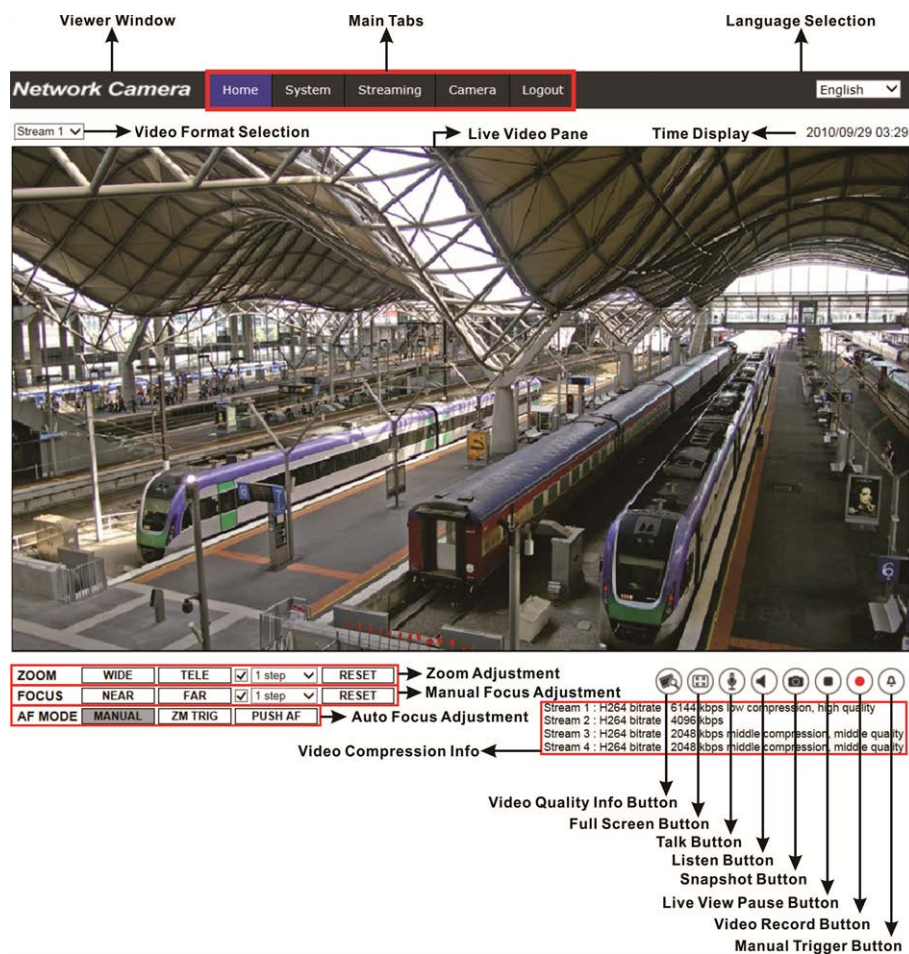 Viewer Window Main Tabs Language Selection
Network Camera Home System Streaming Camera Logout English
Stream 1 Video Format Selection Live Video Pane Time Display 2010/09/29 03:29
6
ZOOM WIDE TELE 1 step RESET Zoom Adjustment
FOCUS NEAR FAR 1 step RESET Manual Focus Adjustment
AF MODE MANUAL ZM TRIG PUSH AF Auto Focus Adjustment
Stream 1 : H264 bitrate 6144 kbps low compression, high quality
Stream 2 : H264 bitrate 4096 kbps
Stream 3 : H264 bitrate 2048 kbps middle compression, middle quality
Stream 4 : H264 bitrate 2048 kbps middle compression, middle quality
Video Compression Info
Video Quality Info Button
Full Screen Button
Talk Button
Listen Button
Snapshot Button
Live View Pause Button
Video Record Button
Manual Trigger Button